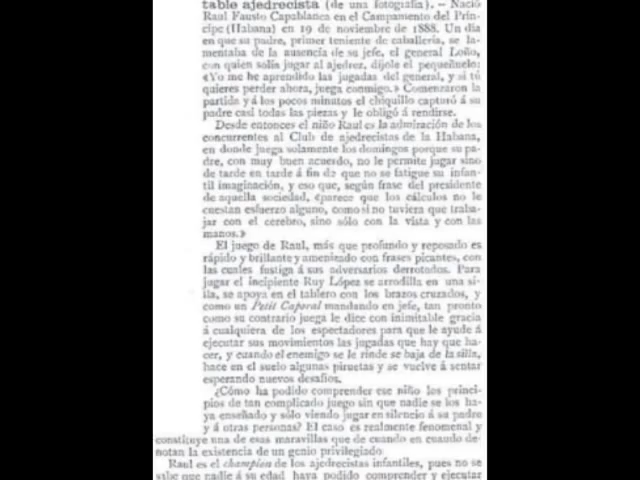 table ajedrecista (de una fotografía). – Nació
Raul Fausto Capablanca en el Campamento del Prín-
cipe (Habana) en 19 de noviembre de 1888. Un día
en que su padre, primer teniente de caballería, se la-
mentaba de la ausencia de su jefe, el general Loño,
con quien solía jugar al ajedrez, díjole el pequeñuelo:
«Yo me he aprendido las jugadas del general, y si tú
quieres perder ahora, juega conmigo.» Comenzaron la
partida y á los pocos minutos el chiquillo capturó á su
padre casi todas las piezas y le obligó á rendirse.
Desde entonces el niño Raul es la admiración de los
concurrentes al Club de ajedrecistas de la Habana,
en donde juega solamente los domingos porque su pa-
dre, con muy buen acuerdo, no le permite jugar sino
de tarde en tarde á fin de que no se fatigue su infan-
til imaginación, y eso que, según frase del presidente
de aquella sociedad, «parece que los cálculos no le
cuestan esfuerzo alguno, como si no tuviera que traba-
jar con el cerebro, sino sólo con la vista y con las
manos.»
El juego de Raul, más que profundo y reposado es
rápido y brillante y amenizado con frases picantes, con
las cuales fustiga á sus adversarios derrotados. Para
jugar el incipiente Ruy López se arrodilla en una si-
lla, se apoya en el tablero con los brazos cruzados, y
como un Petit Caporal mandando en jefe, tan pronto
como su contrario juega le dice con inimitable gracia
á cualquiera de los espectadores para que le ayude á
ejecutar sus movimientos las jugadas que hay que ha-
cer, y cuando el enemigo se le rinde se baja de la silla,
hace en el suelo algunas piruetas y se vuelve á sentar
esperando nuevos desafíos.
¿Cómo ha podido comprender ese niño los princi-
pios de tan complicado juego sin que nadie se los ha-
ya enseñado y sólo viendo jugar en silencio á su padre
y á otras personas? El caso es realmente fenomenal y
constituye una de esas maravillas que de cuando en cuando de-
notan la existencia de un genio privilegiado
Raul es el champion de los ajedrecistas infantiles, pues no se
sabe que nadie á su edad haya podido comprender y ejecutar